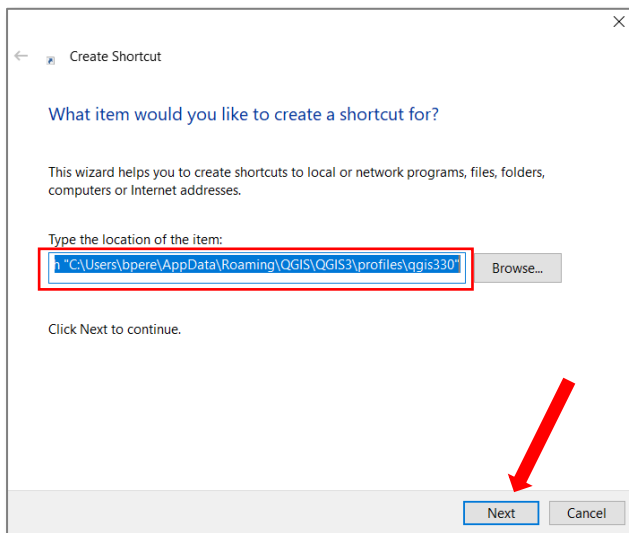 Create Shortcut
What item would you like to create a shortcut for?
This wizard helps you to create shortcuts to local or network programs, files, folders,
computers or Internet addresses.
Type the location of the item:
"C:\Users\bpere\AppData\Roaming\QGIS\QGIS3\profiles\qgis330"
Browse...
Click Next to continue.
Next
Cancel